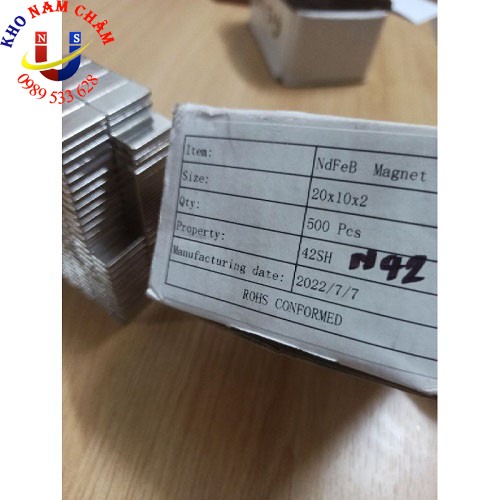 KHO NAM CHÂM
N S
0989 533 628
Item: NdFeB Magnet
Size: 20x10x2
Qty: 500 Pcs
Property: 42SH N42
Manufacturing date: 2022/7/7
ROHS CONFORMED